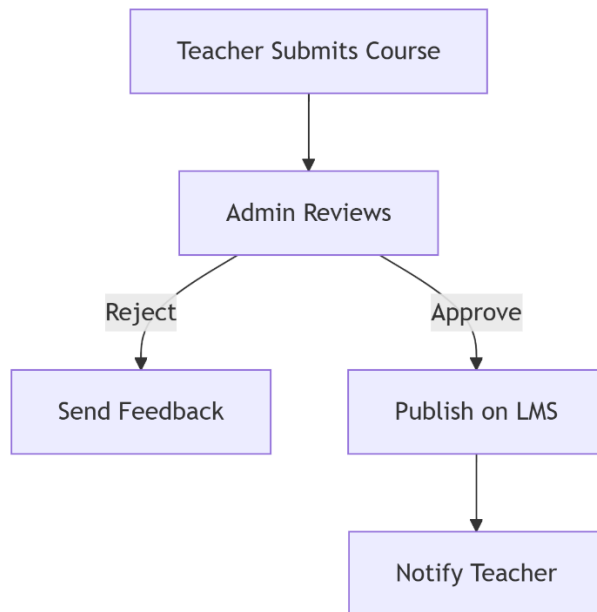 Teacher Submits Course
Admin Reviews
Reject
Approve
Send Feedback
Publish on LMS
Notify Teacher